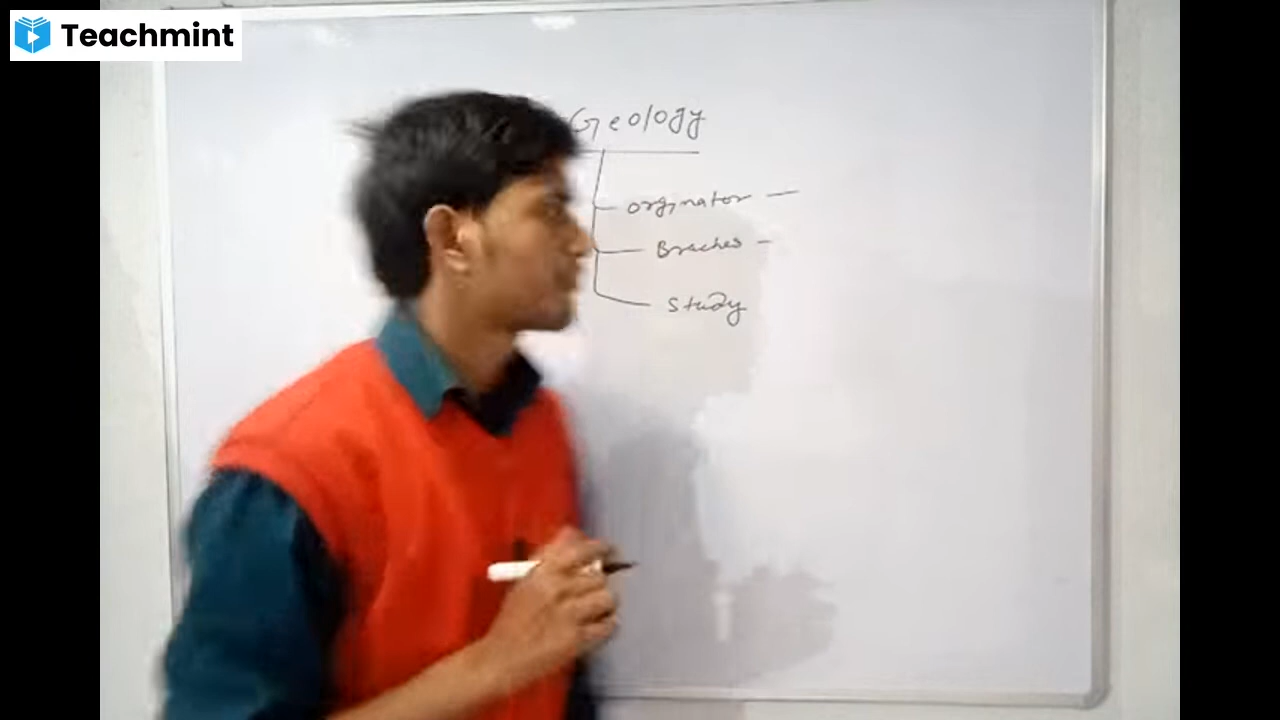 Teachmint
Geology
orginator -
Braches -
Study